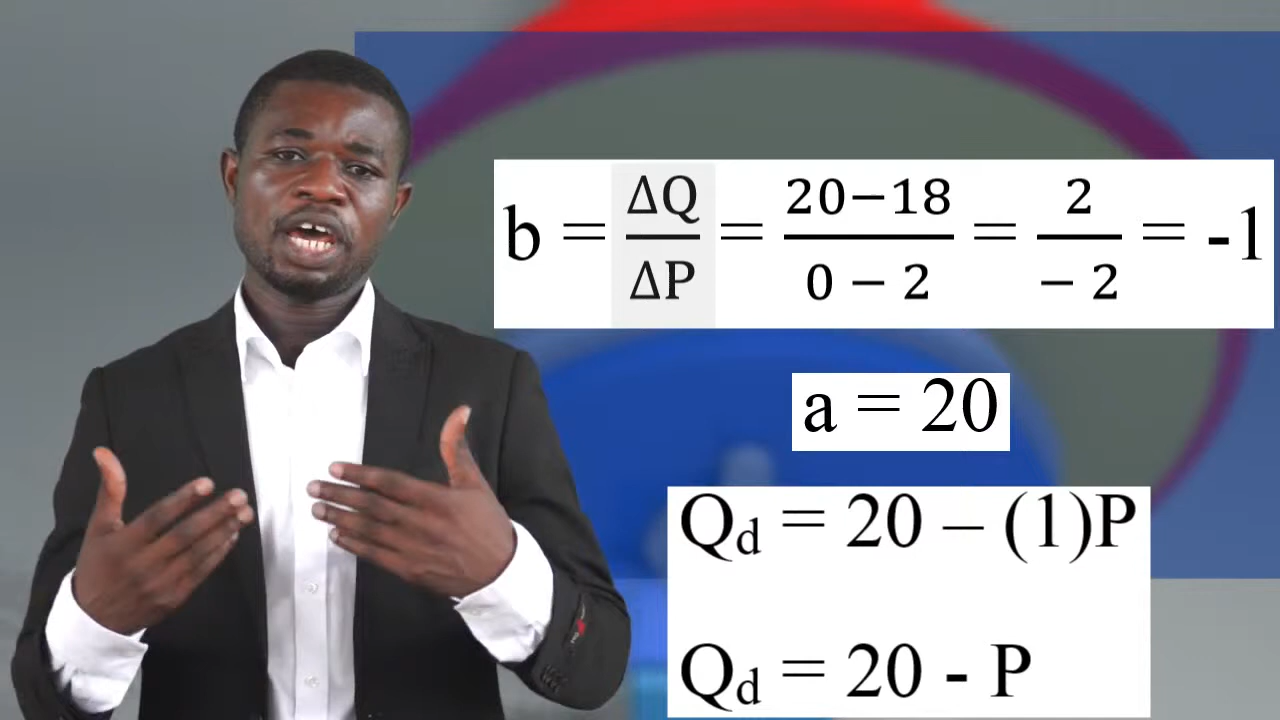 b = ΔQ/ΔP = 20−18/0 − 2 = 2/− 2 = -1
a = 20
Qd = 20 – (1)P
Qd = 20 - P